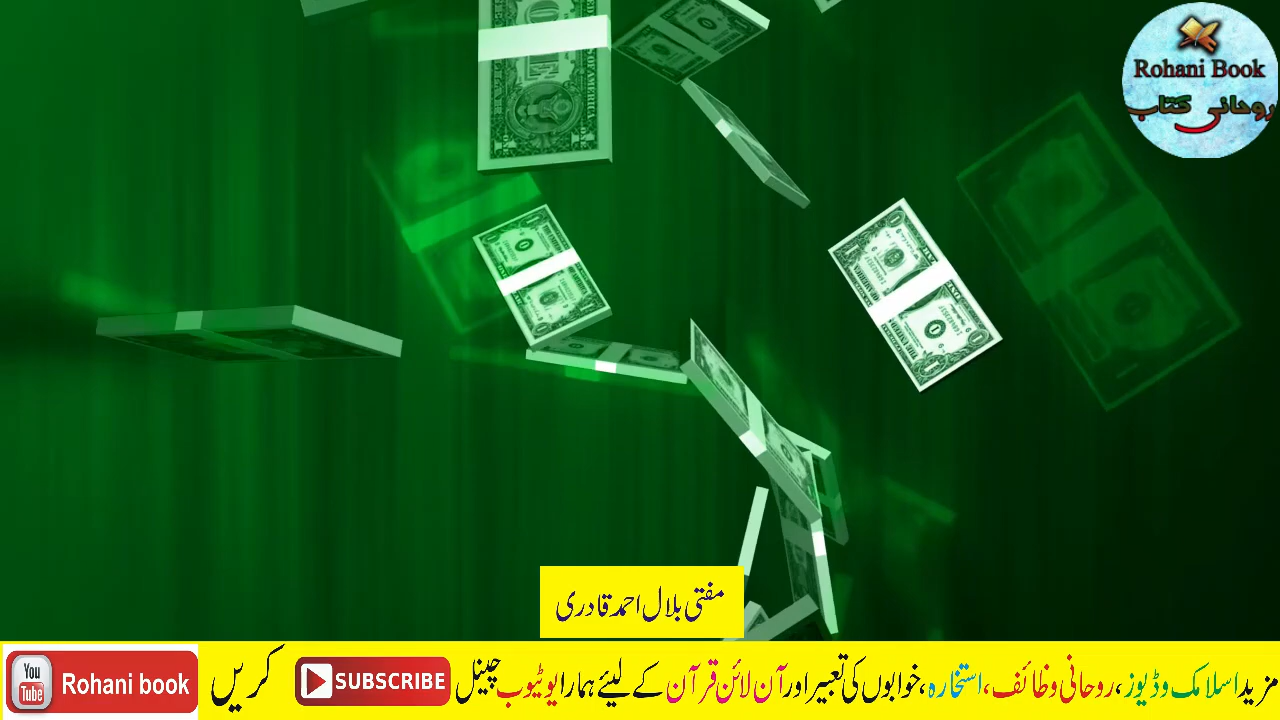 Rohani Book
روحانی کتاب
مفتی بلال احمد قادری
مزید اسلامک وڈیوز، روحانی وظائف، استخارہ، خوابوں کی تعبیر اور آن لائن قرآن کے لیئے ہمارا یوٹیوب چینل SUBSCRIBE کریں
You Tube Rohani book